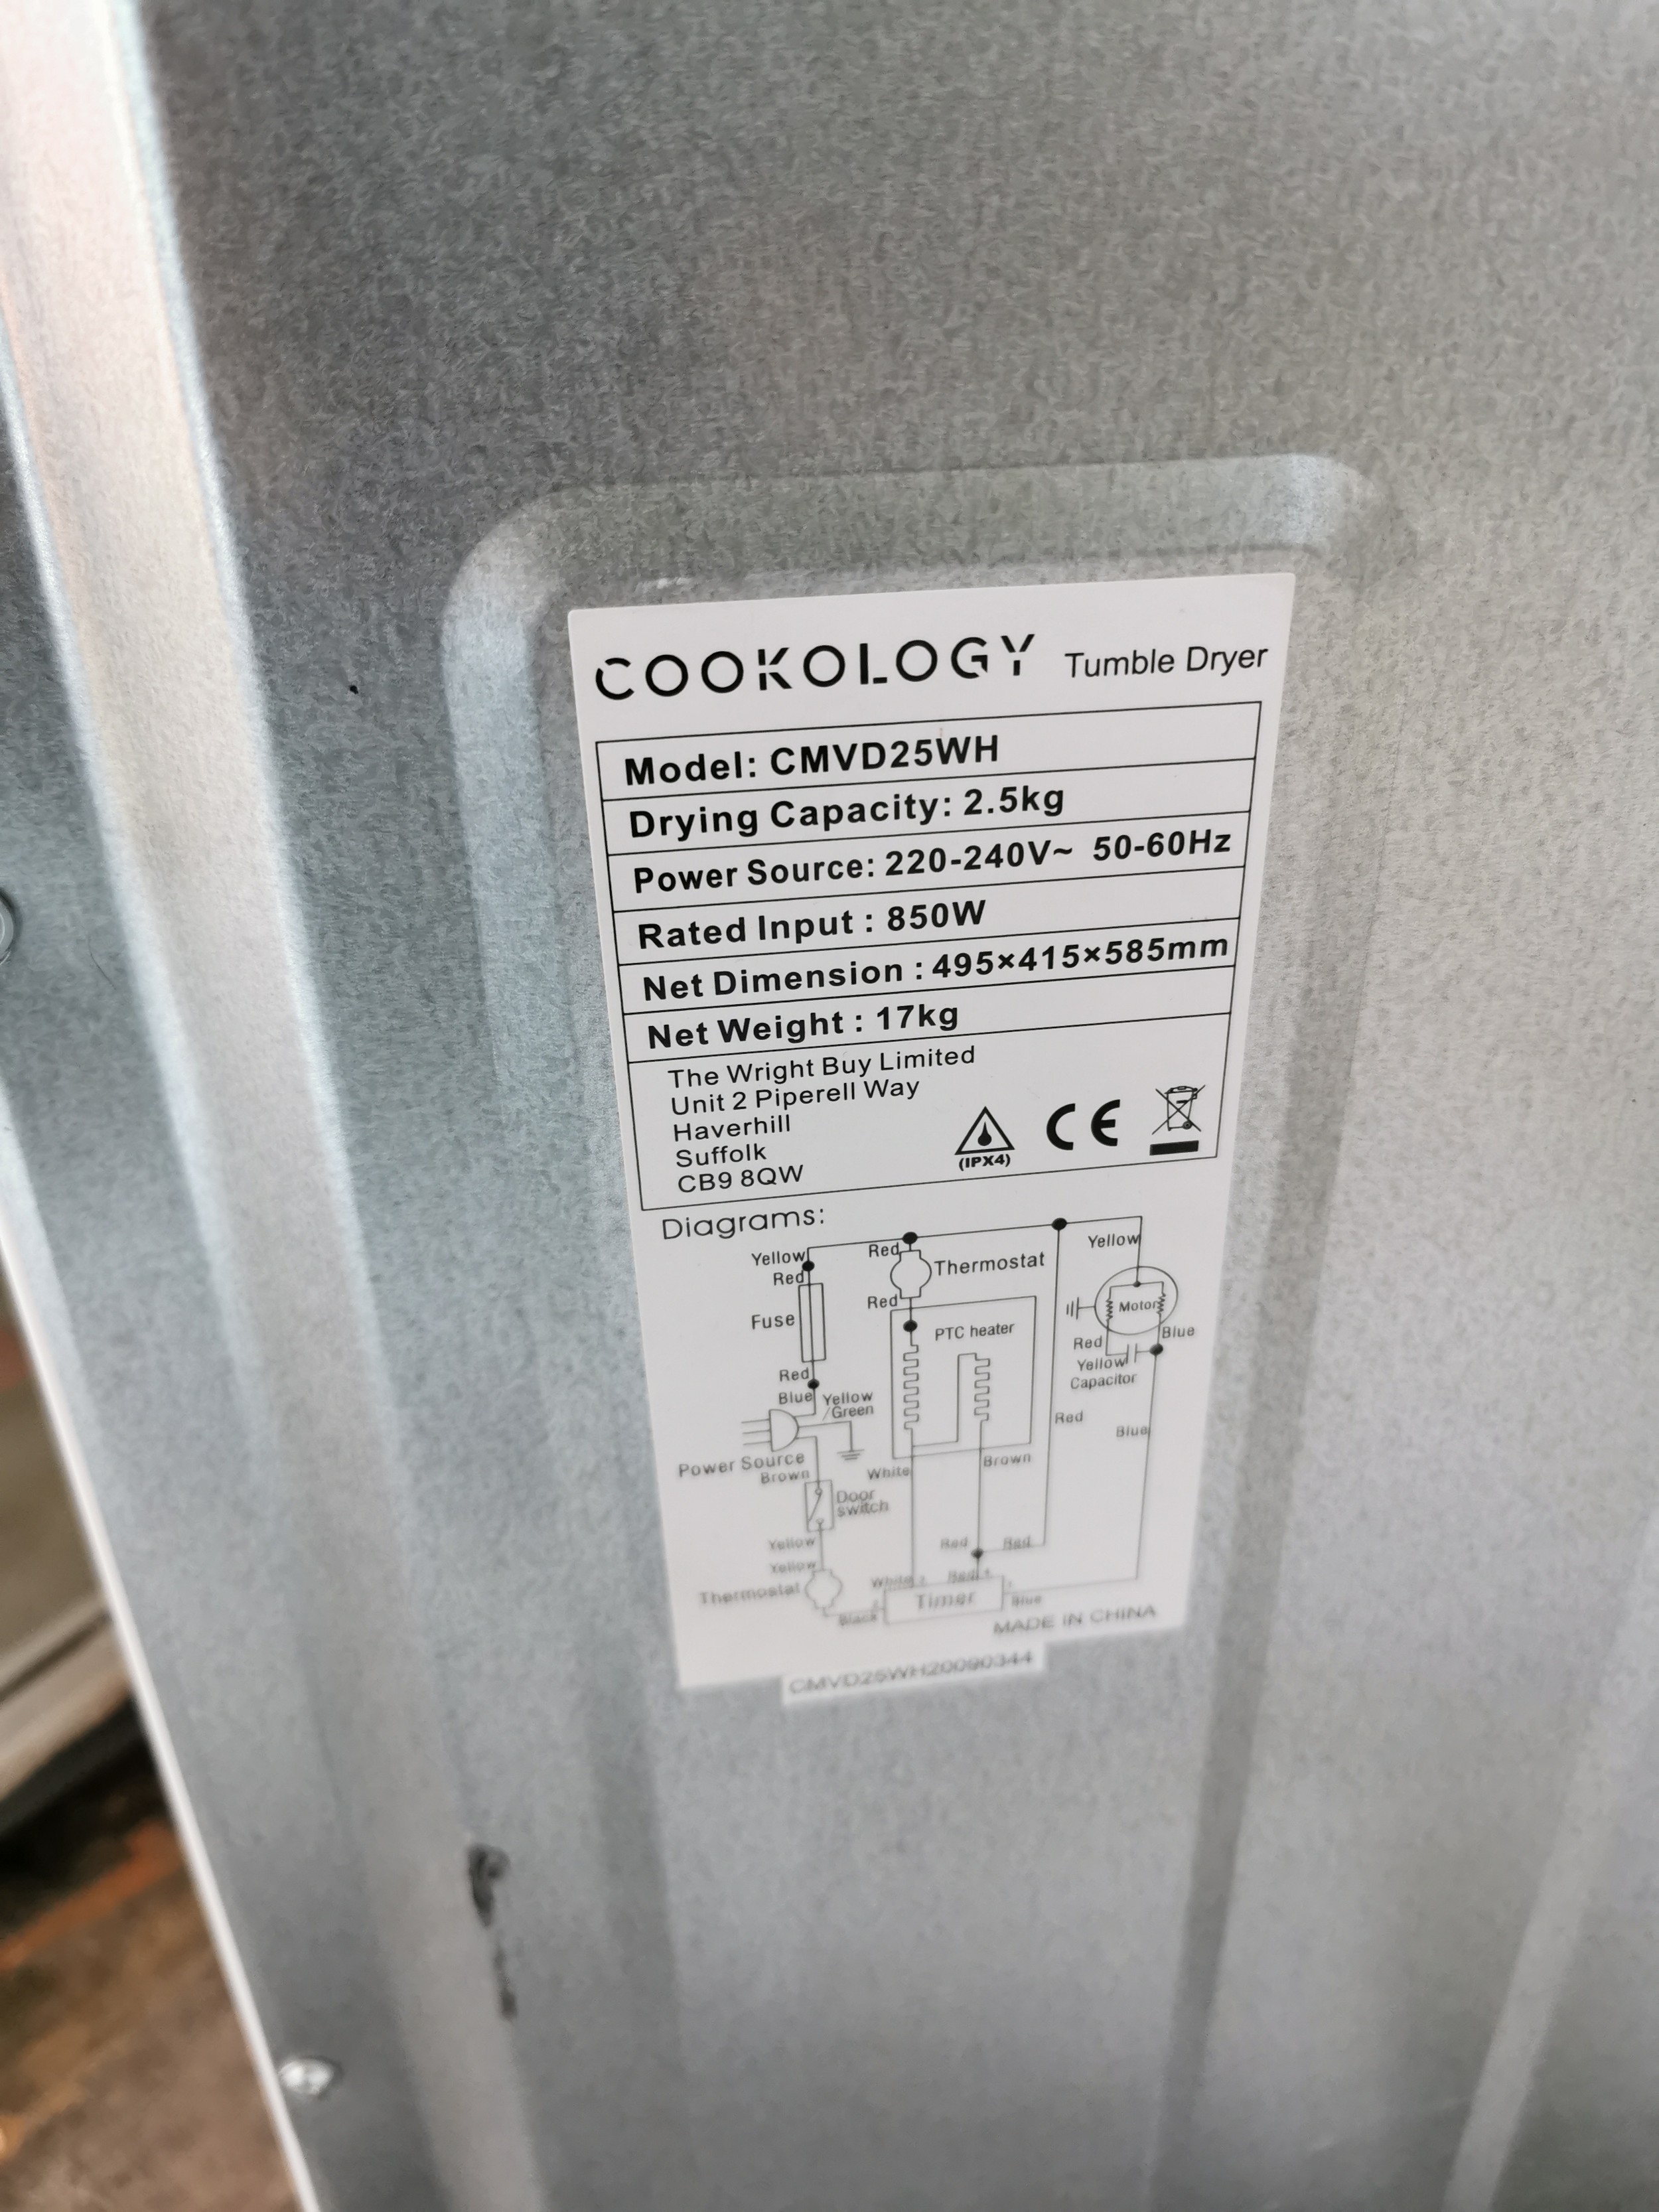 COOKOLOGY Tumble Dryer
Model: CMVD25WH
Drying Capacity: 2.5kg
Power Source: 220-240V~ 50-60Hz
Rated Input : 850W
Net Dimension : 495×415×585mm
Net Weight : 17kg
The Wright Buy Limited
Unit 2 Piperell Way
Haverhill
Suffolk
CB9 8QW
(IPX4)
CE
Diagrams:
Yellow
Red
Fuse
Red
Blue
Yellow
/Green
Power Source
Brown
Door
switch
Yellow
Yellow
Thermostat
Black
2
Red
Thermostat
Red
PTC heater
White
Brown
Red
Red
Red
White
Red 4
Timer
1
Blue
Yellow
Motor
Red
Blue
Yellow
Capacitor
Blue
MADE IN CHINA
CMVD25WH20090344